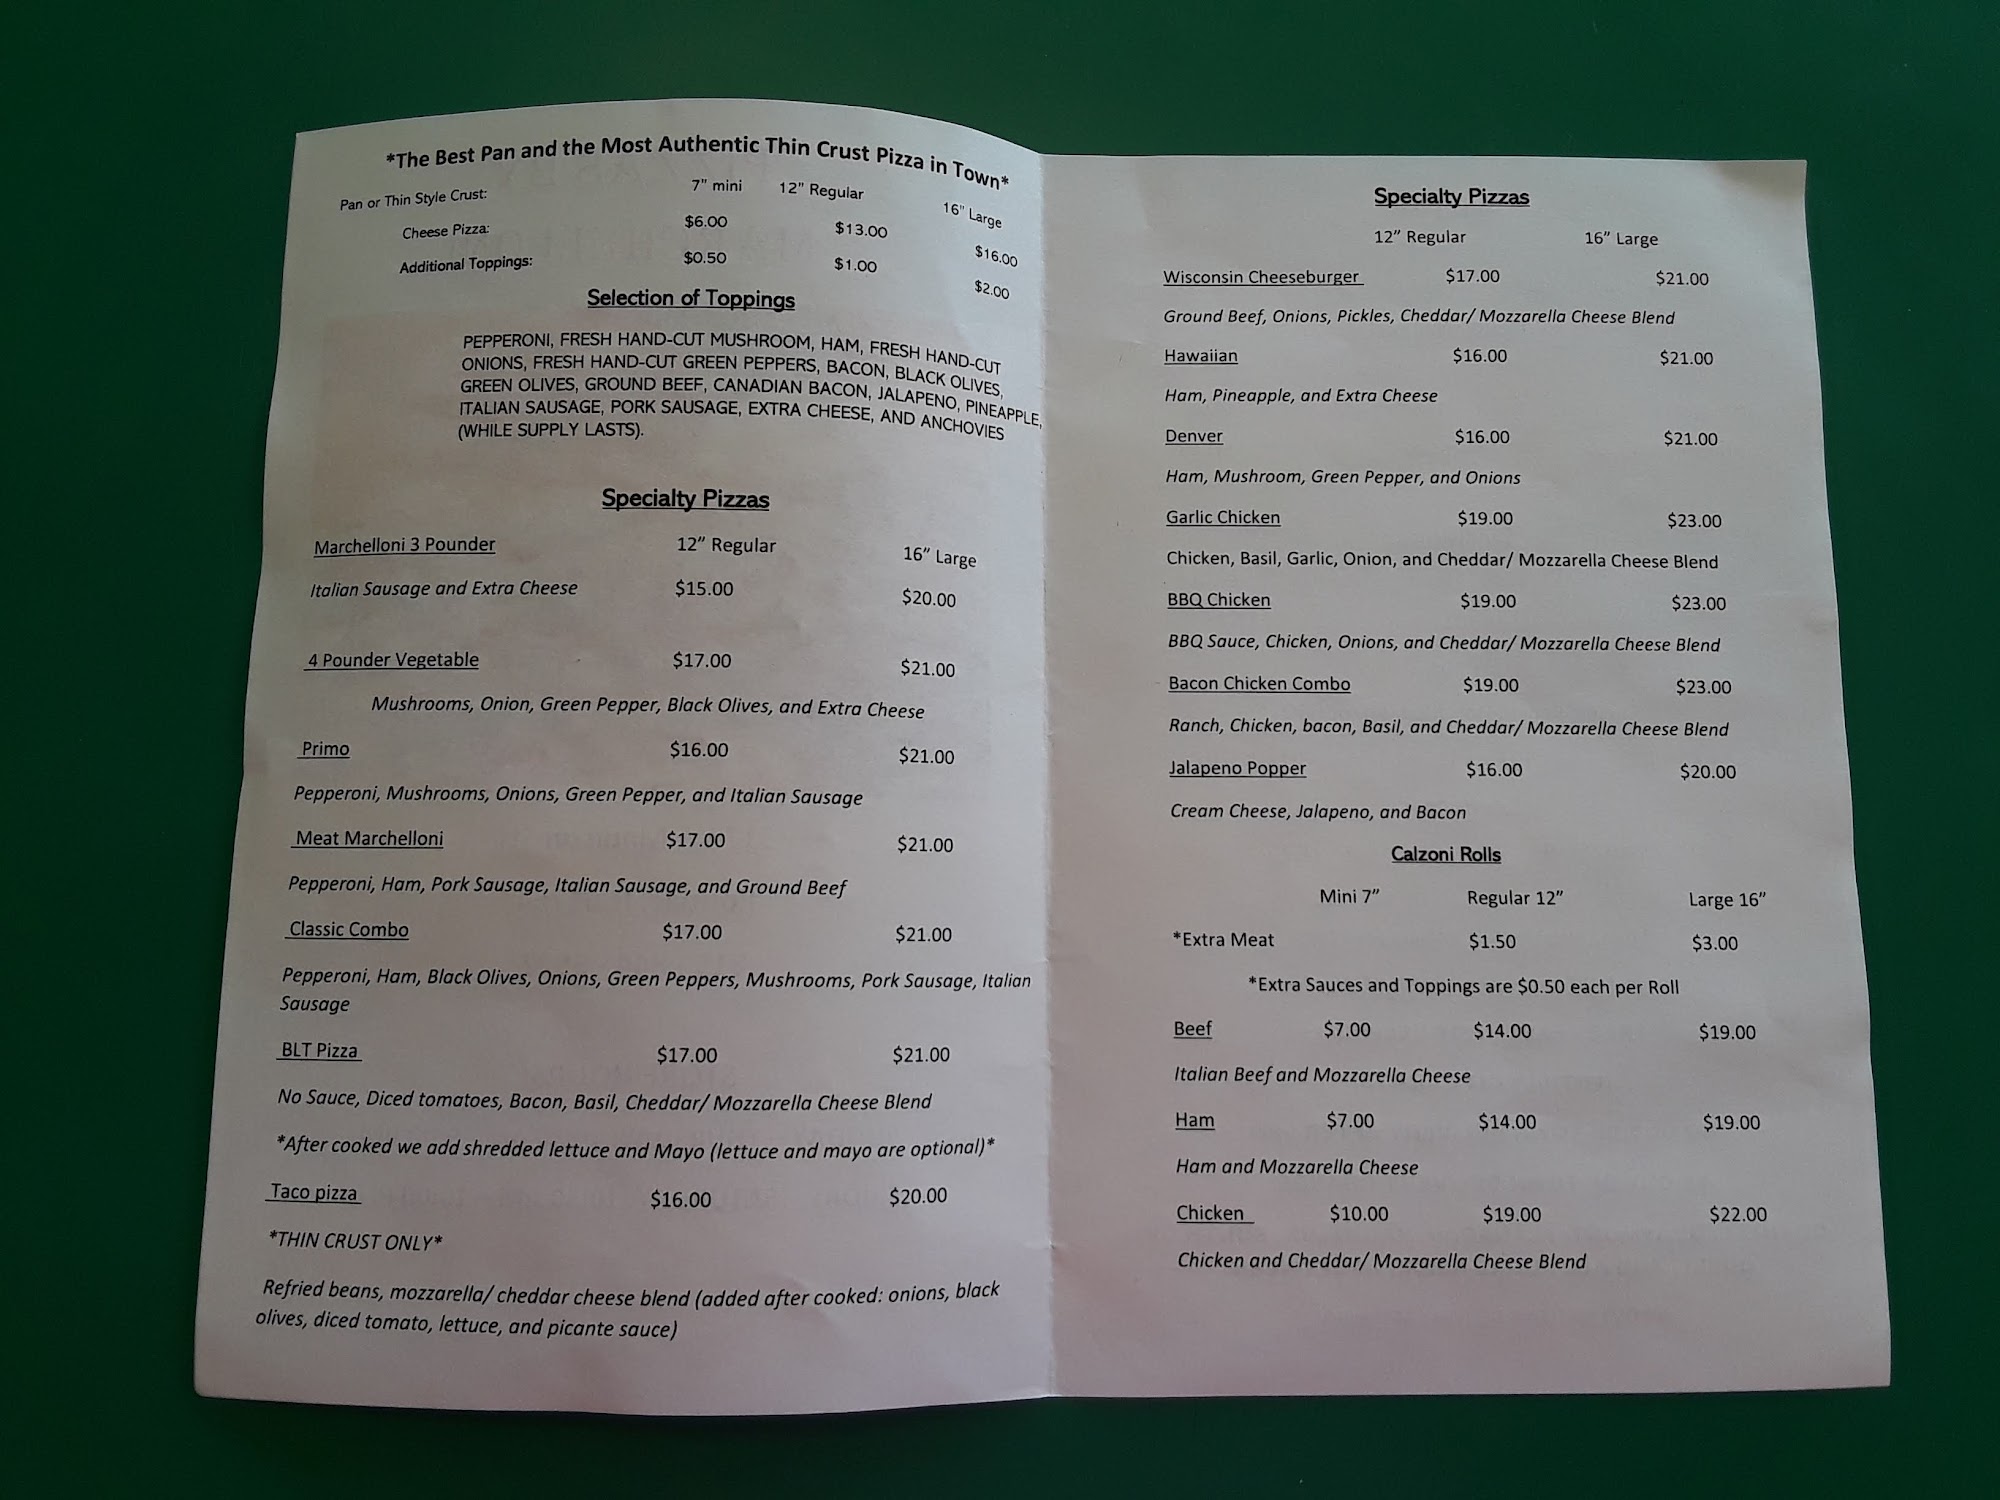 *The Best Pan and the Most Authentic Thin Crust Pizza in Town*
Pan or Thin Style Crust: 7" mini 12" Regular 16" Large
Cheese Pizza: $6.00 $13.00 $16.00
Additional Toppings: $0.50 $1.00 $2.00
Selection of Toppings
PEPPERONI, FRESH HAND-CUT MUSHROOM, HAM, FRESH HAND-CUT
ONIONS, FRESH HAND-CUT GREEN PEPPERS, BACON, BLACK OLIVES,
GREEN OLIVES, GROUND BEEF, CANADIAN BACON, JALAPENO, PINEAPPLE,
ITALIAN SAUSAGE, PORK SAUSAGE, EXTRA CHEESE, AND ANCHOVIES
(WHILE SUPPLY LASTS).
Specialty Pizzas
Marchelloni 3 Pounder 12" Regular 16" Large
Italian Sausage and Extra Cheese $15.00 $20.00
4 Pounder Vegetable $17.00 $21.00
Mushrooms, Onion, Green Pepper, Black Olives, and Extra Cheese
Primo $16.00 $21.00
Pepperoni, Mushrooms, Onions, Green Pepper, and Italian Sausage
Meat Marchelloni $17.00 $21.00
Pepperoni, Ham, Pork Sausage, Italian Sausage, and Ground Beef
Classic Combo $17.00 $21.00
Pepperoni, Ham, Black Olives, Onions, Green Peppers, Mushrooms, Pork Sausage, Italian
Sausage
BLT Pizza $17.00 $21.00
No Sauce, Diced tomatoes, Bacon, Basil, Cheddar/ Mozzarella Cheese Blend
*After cooked we add shredded lettuce and Mayo (lettuce and mayo are optional)*
Taco pizza $16.00 $20.00
*THIN CRUST ONLY*
Refried beans, mozzarella/ cheddar cheese blend (added after cooked: onions, black
olives, diced tomato, lettuce, and picante sauce)
Specialty Pizzas
12" Regular 16" Large
Wisconsin Cheeseburger $17.00 $21.00
Ground Beef, Onions, Pickles, Cheddar/ Mozzarella Cheese Blend
Hawaiian $16.00 $21.00
Ham, Pineapple, and Extra Cheese
Denver $16.00 $21.00
Ham, Mushroom, Green Pepper, and Onions
Garlic Chicken $19.00 $23.00
Chicken, Basil, Garlic, Onion, and Cheddar/ Mozzarella Cheese Blend
BBQ Chicken $19.00 $23.00
BBQ Sauce, Chicken, Onions, and Cheddar/ Mozzarella Cheese Blend
Bacon Chicken Combo $19.00 $23.00
Ranch, Chicken, bacon, Basil, and Cheddar/ Mozzarella Cheese Blend
Jalapeno Popper $16.00 $20.00
Cream Cheese, Jalapeno, and Bacon
Calzoni Rolls
Mini 7" Regular 12" Large 16"
*Extra Meat $1.50 $3.00
*Extra Sauces and Toppings are $0.50 each per Roll
Beef $7.00 $14.00 $19.00
Italian Beef and Mozzarella Cheese
Ham $7.00 $14.00 $19.00
Ham and Mozzarella Cheese
Chicken $10.00 $19.00 $22.00
Chicken and Cheddar/ Mozzarella Cheese Blend